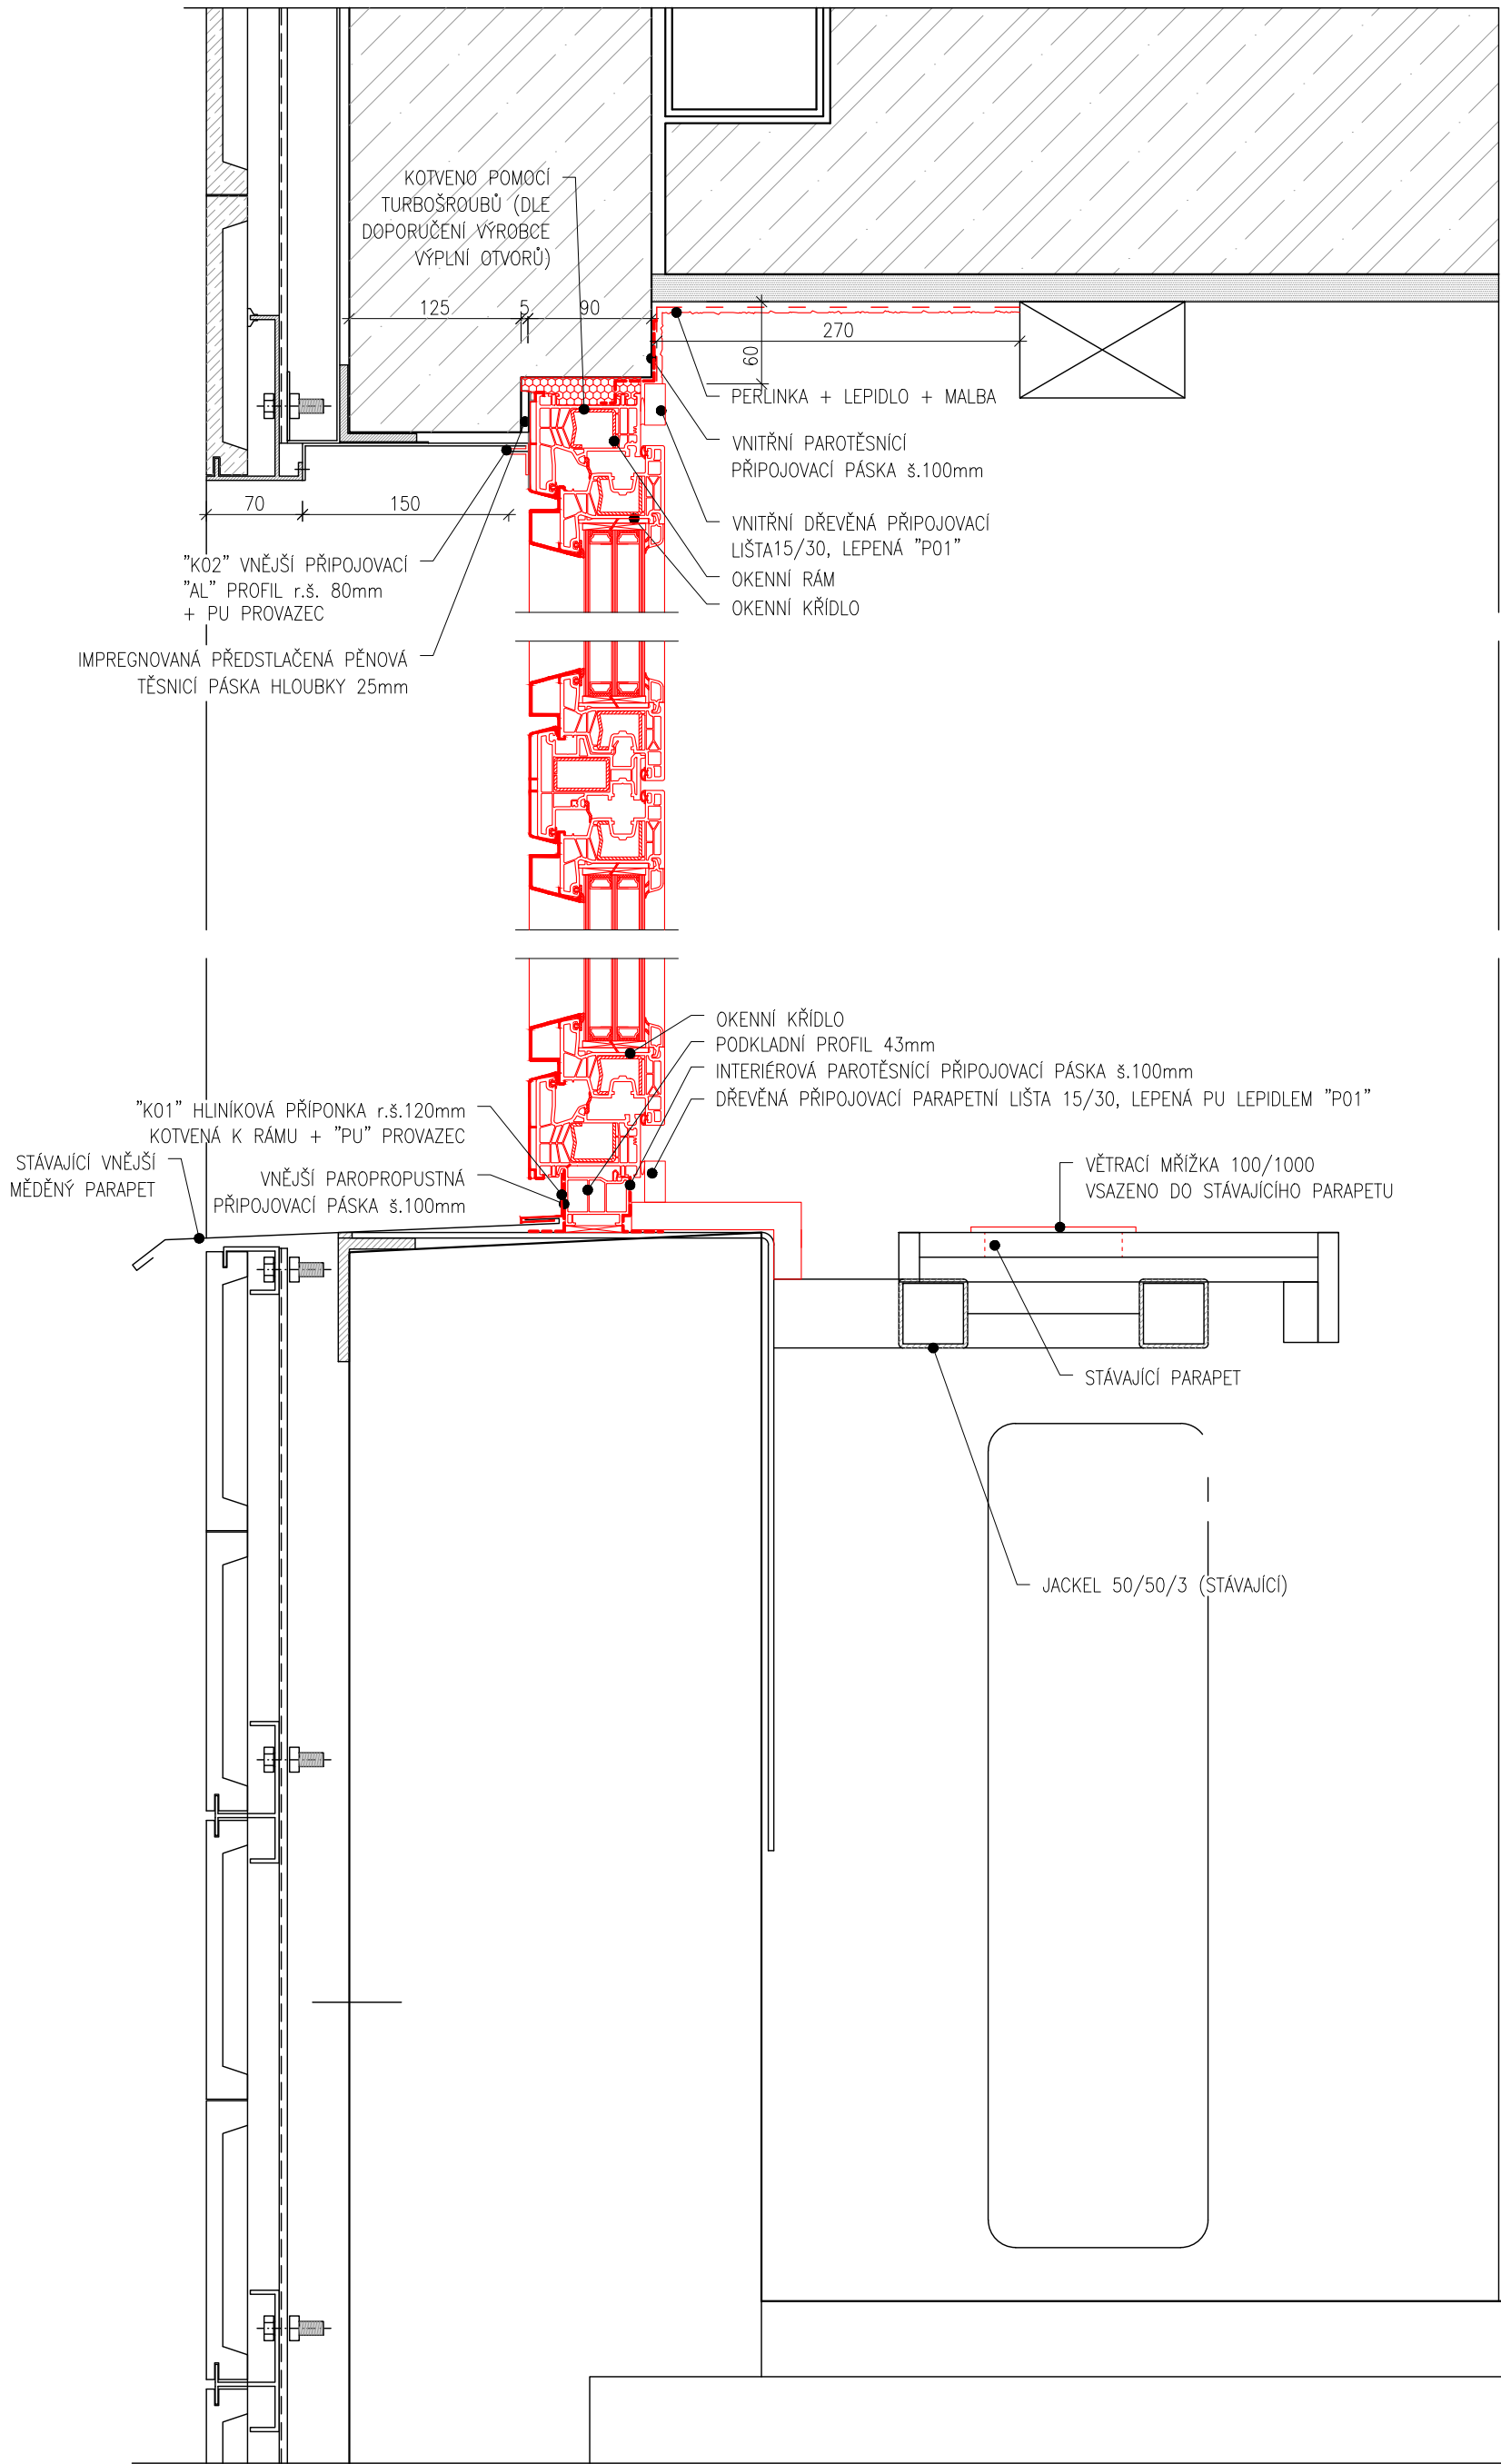 KOTVENO POMOCÍ
TURBOŠROUBŮ (DLE
DOPORUČENÍ VÝROBCE
VÝPLNÍ OTVORŮ)
125
5
90
270
60
PERLINKA + LEPIDLO + MALBA
VNITŘNÍ PAROTĚSNÍCÍ
PŘIPOJOVACÍ PÁSKA š.100mm
70
150
VNITŘNÍ DŘEVĚNÁ PŘIPOJOVACÍ
LIŠTA15/30, LEPENÁ "P01"
OKENNÍ RÁM
OKENNÍ KŘÍDLO
"K02" VNĚJŠÍ PŘIPOJOVACÍ
"AL" PROFIL r.š. 80mm
+ PU PROVAZEC
IMPREGNOVANÁ PŘEDSTLAČENÁ PĚNOVÁ
TĚSNICÍ PÁSKA HLOUBKY 25mm
OKENNÍ KŘÍDLO
PODKLADNÍ PROFIL 43mm
INTERIÉROVÁ PAROTĚSNÍCÍ PŘIPOJOVACÍ PÁSKA š.100mm
DŘEVĚNÁ PŘIPOJOVACÍ PARAPETNÍ LIŠTA 15/30, LEPENÁ PU LEPIDLEM "P01"
"K01" HLINÍKOVÁ PŘÍPONKA r.š.120mm
KOTVENÁ K RÁMU + "PU" PROVAZEC
STÁVAJÍCÍ VNĚJŠÍ
MĚDĚNÝ PARAPET
VNĚJŠÍ PAROPROPUSTNÁ
PŘIPOJOVACÍ PÁSKA š.100mm
VĚTRACÍ MŘÍŽKA 100/1000
VSAZENO DO STÁVAJÍCÍHO PARAPETU
STÁVAJÍCÍ PARAPET
JACKEL 50/50/3 (STÁVAJÍCÍ)